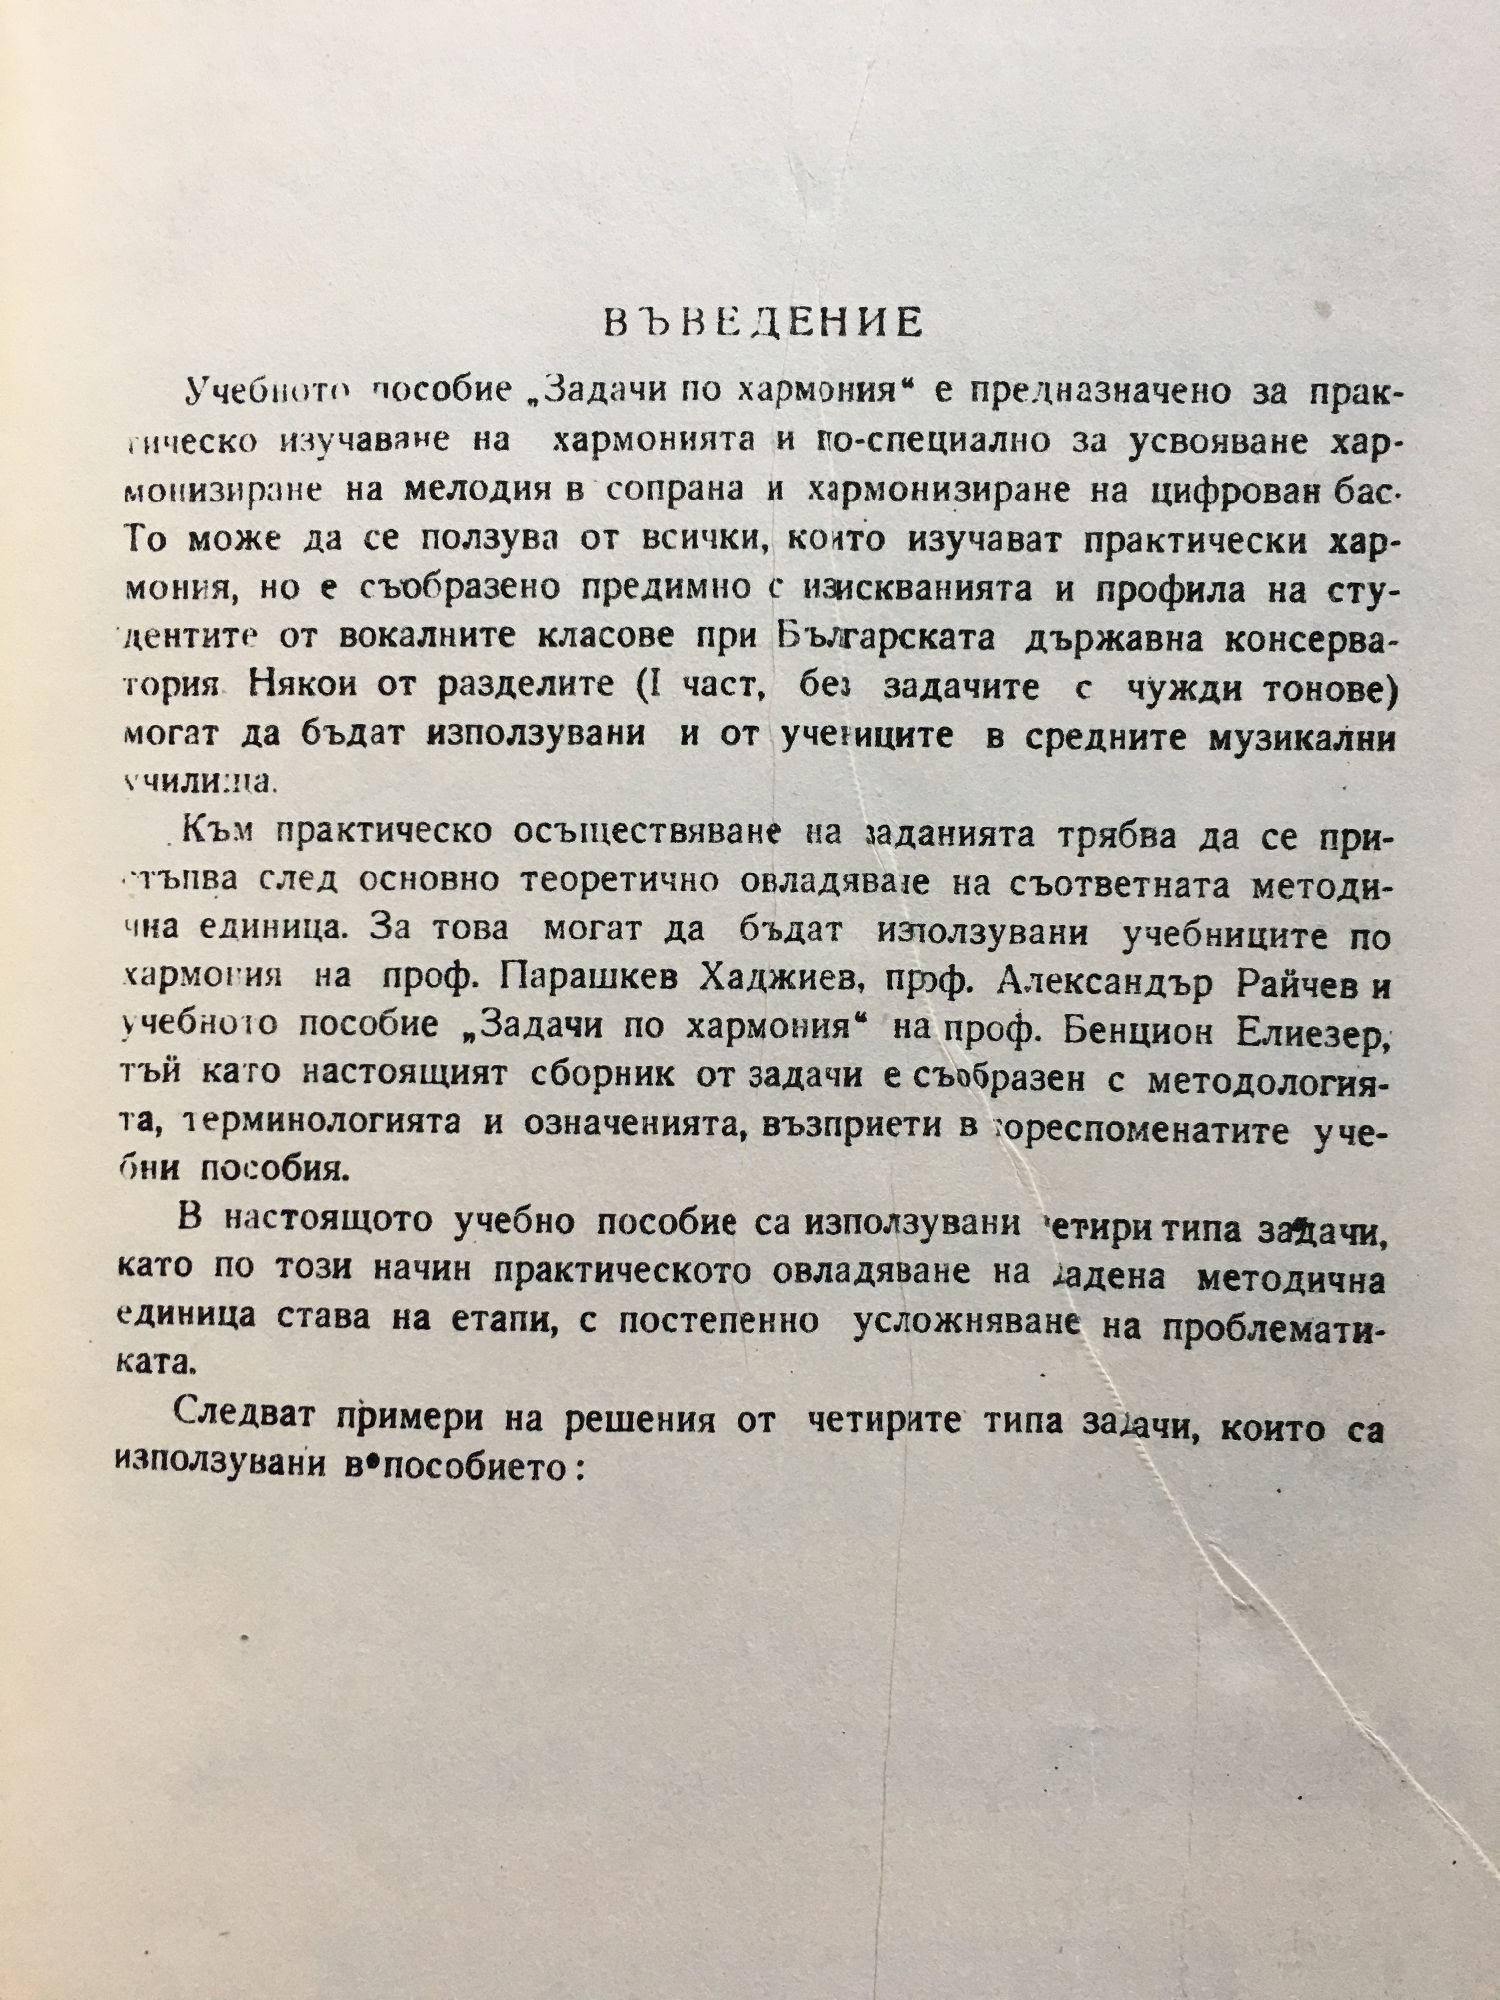 ВЪВЕДЕНИЕ
Учебното пособие „Задачи по хармония“ е предназначено за прак-
тическо изучаване на хармонията и по-специално за усвояване хар-
монизиране на мелодия в сопрана и хармонизиране на цифрован бас.
То може да се ползува от всички, които изучават практически хар-
мония, но е съобразено предимно с изискванията и профила на сту-
дентите от вокалните класове при Българската държавна консерва-
тория. Някои от разделите (I част, без задачите с чужди тонове)
могат да бъдат използувани и от учениците в средните музикални
училища.
Към практическо осъществяване на заданията трябва да се при-
стъпва след основно теоретично овладяване на съответната методи-
чна единица. За това могат да бъдат използувани учебниците по
хармония на проф. Парашкев Хаджиев, проф. Александър Райчев и
учебното пособие „Задачи по хармония“ на проф. Бенцион Елиезер,
тъй като настоящият сборник от задачи е съобразен с методология-
та, терминологията и означенията, възприети в гореспоменатите уче-
бни пособия.
В настоящото учебно пособие са използувани четири типа задачи,
като по този начин практическото овладяване на дадена методична
единица става на етапи, с постепенно усложняване на проблемати-
ката.
Следват примери на решения от четирите типа задачи, които са
използувани в пособието: